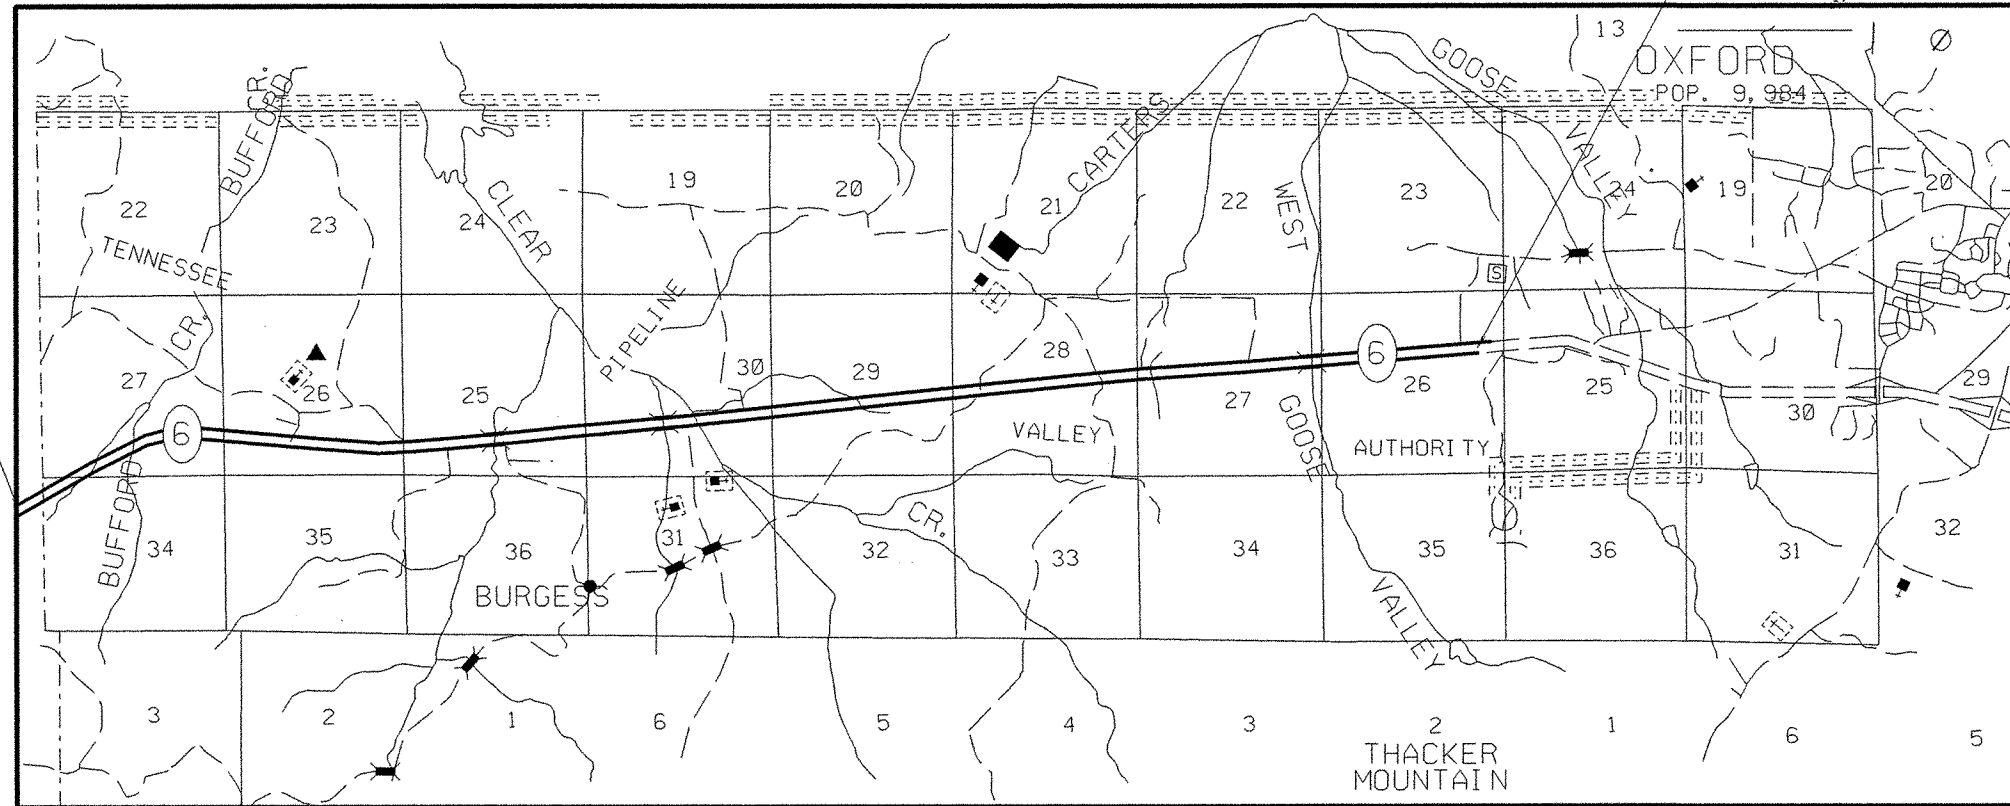 13
OXFORD
POP. 9,984
GOOSE
VALLEY
BUFFORD
CR.
CARTERS
22
23
24
19
20
21
22
23
24
19
20
TENNESSEE
CLEAR
WEST
S
CR.
PIPELINE
27
26
25
30
29
28
27
6
26
25
30
29
6
VALLEY
GOOSE
AUTHORITY
BUFFORD
34
35
36
31
32
CR.
33
34
35
36
31
32
BURGESS
VALLEY
3
2
1
6
5
4
3
2
1
6
5
THACKER
MOUNTAIN